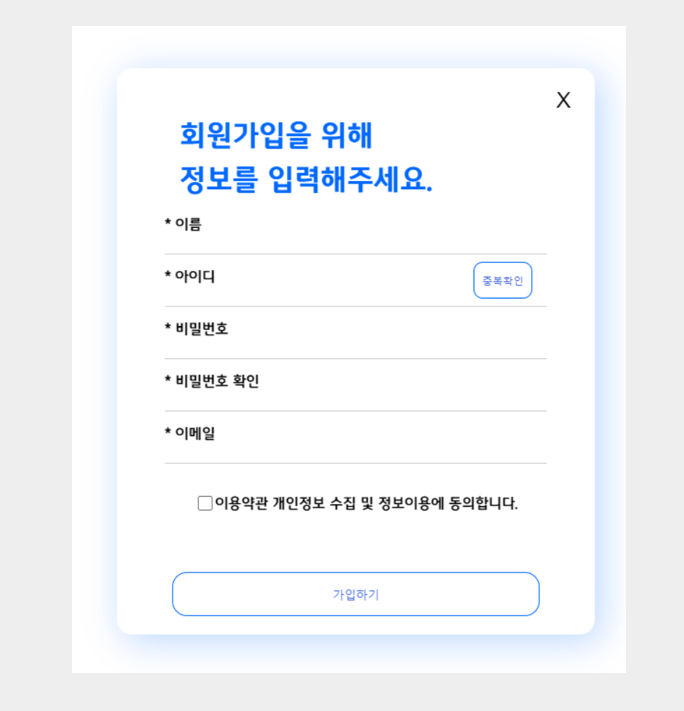 X
회원가입을 위해
정보를 입력해주세요.
* 이름
* 아이디
중복확인
* 비밀번호
* 비밀번호 확인
* 이메일
이용약관 개인정보 수집 및 정보이용에 동의합니다.
가입하기